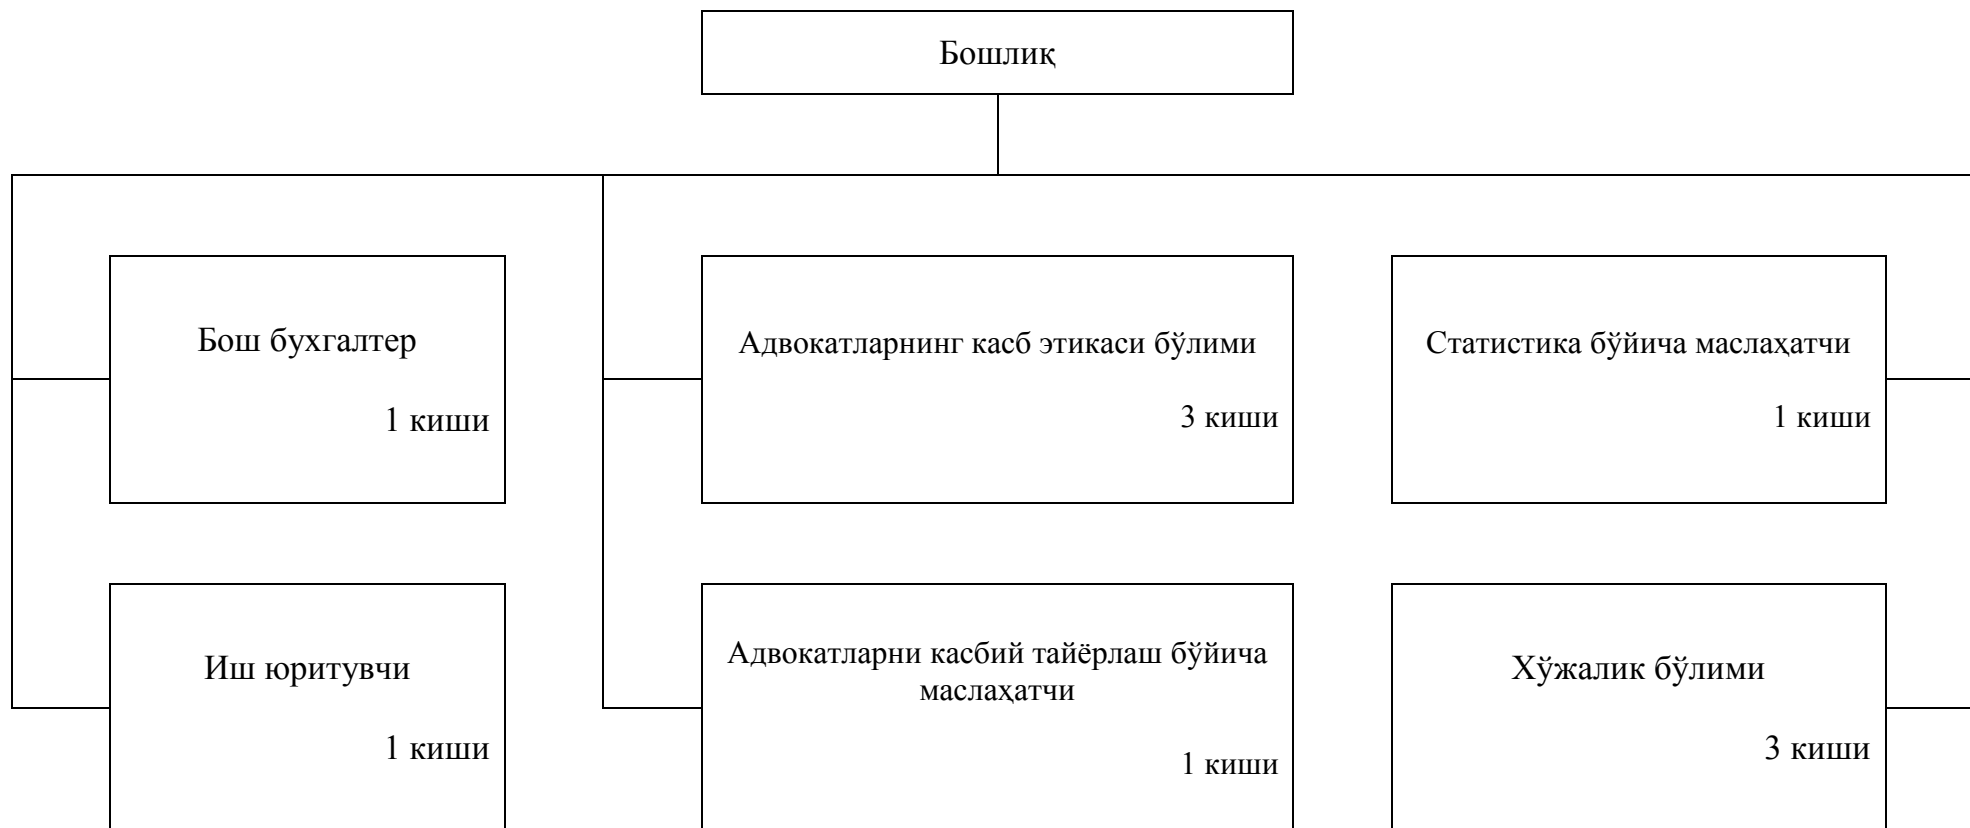 Бошлиқ
Бош бухгалтер
1 киши
Адвокатларнинг касб этикаси бўлими
3 киши
Статистика бўйича маслаҳатчи
1 киши
Иш юритувчи
1 киши
Адвокатларни касбий тайёрлаш бўйича
маслаҳатчи
1 киши
Хўжалик бўлими
3 киши